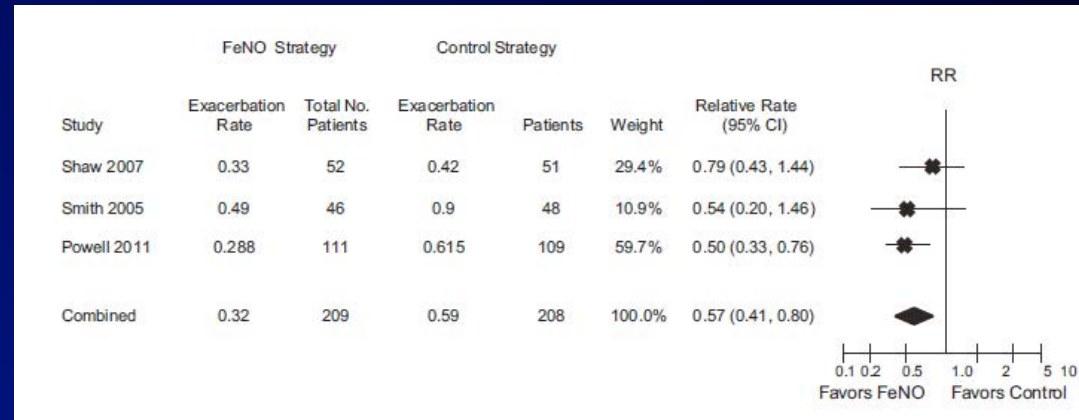 FeNO Strategy Control Strategy
RR
Study Exacerbation Rate Total No. Patients Exacerbation Rate Patients Weight Relative Rate (95% CI)
Shaw 2007 0.33 52 0.42 51 29.4% 0.79 (0.43, 1.44)
Smith 2005 0.49 46 0.9 48 10.9% 0.54 (0.20, 1.46)
Powell 2011 0.288 111 0.615 109 59.7% 0.50 (0.33, 0.76)
Combined 0.32 209 0.59 208 100.0% 0.57 (0.41, 0.80)
0.1 0.2 0.5 1.0 2 5 10
Favors FeNO Favors Control